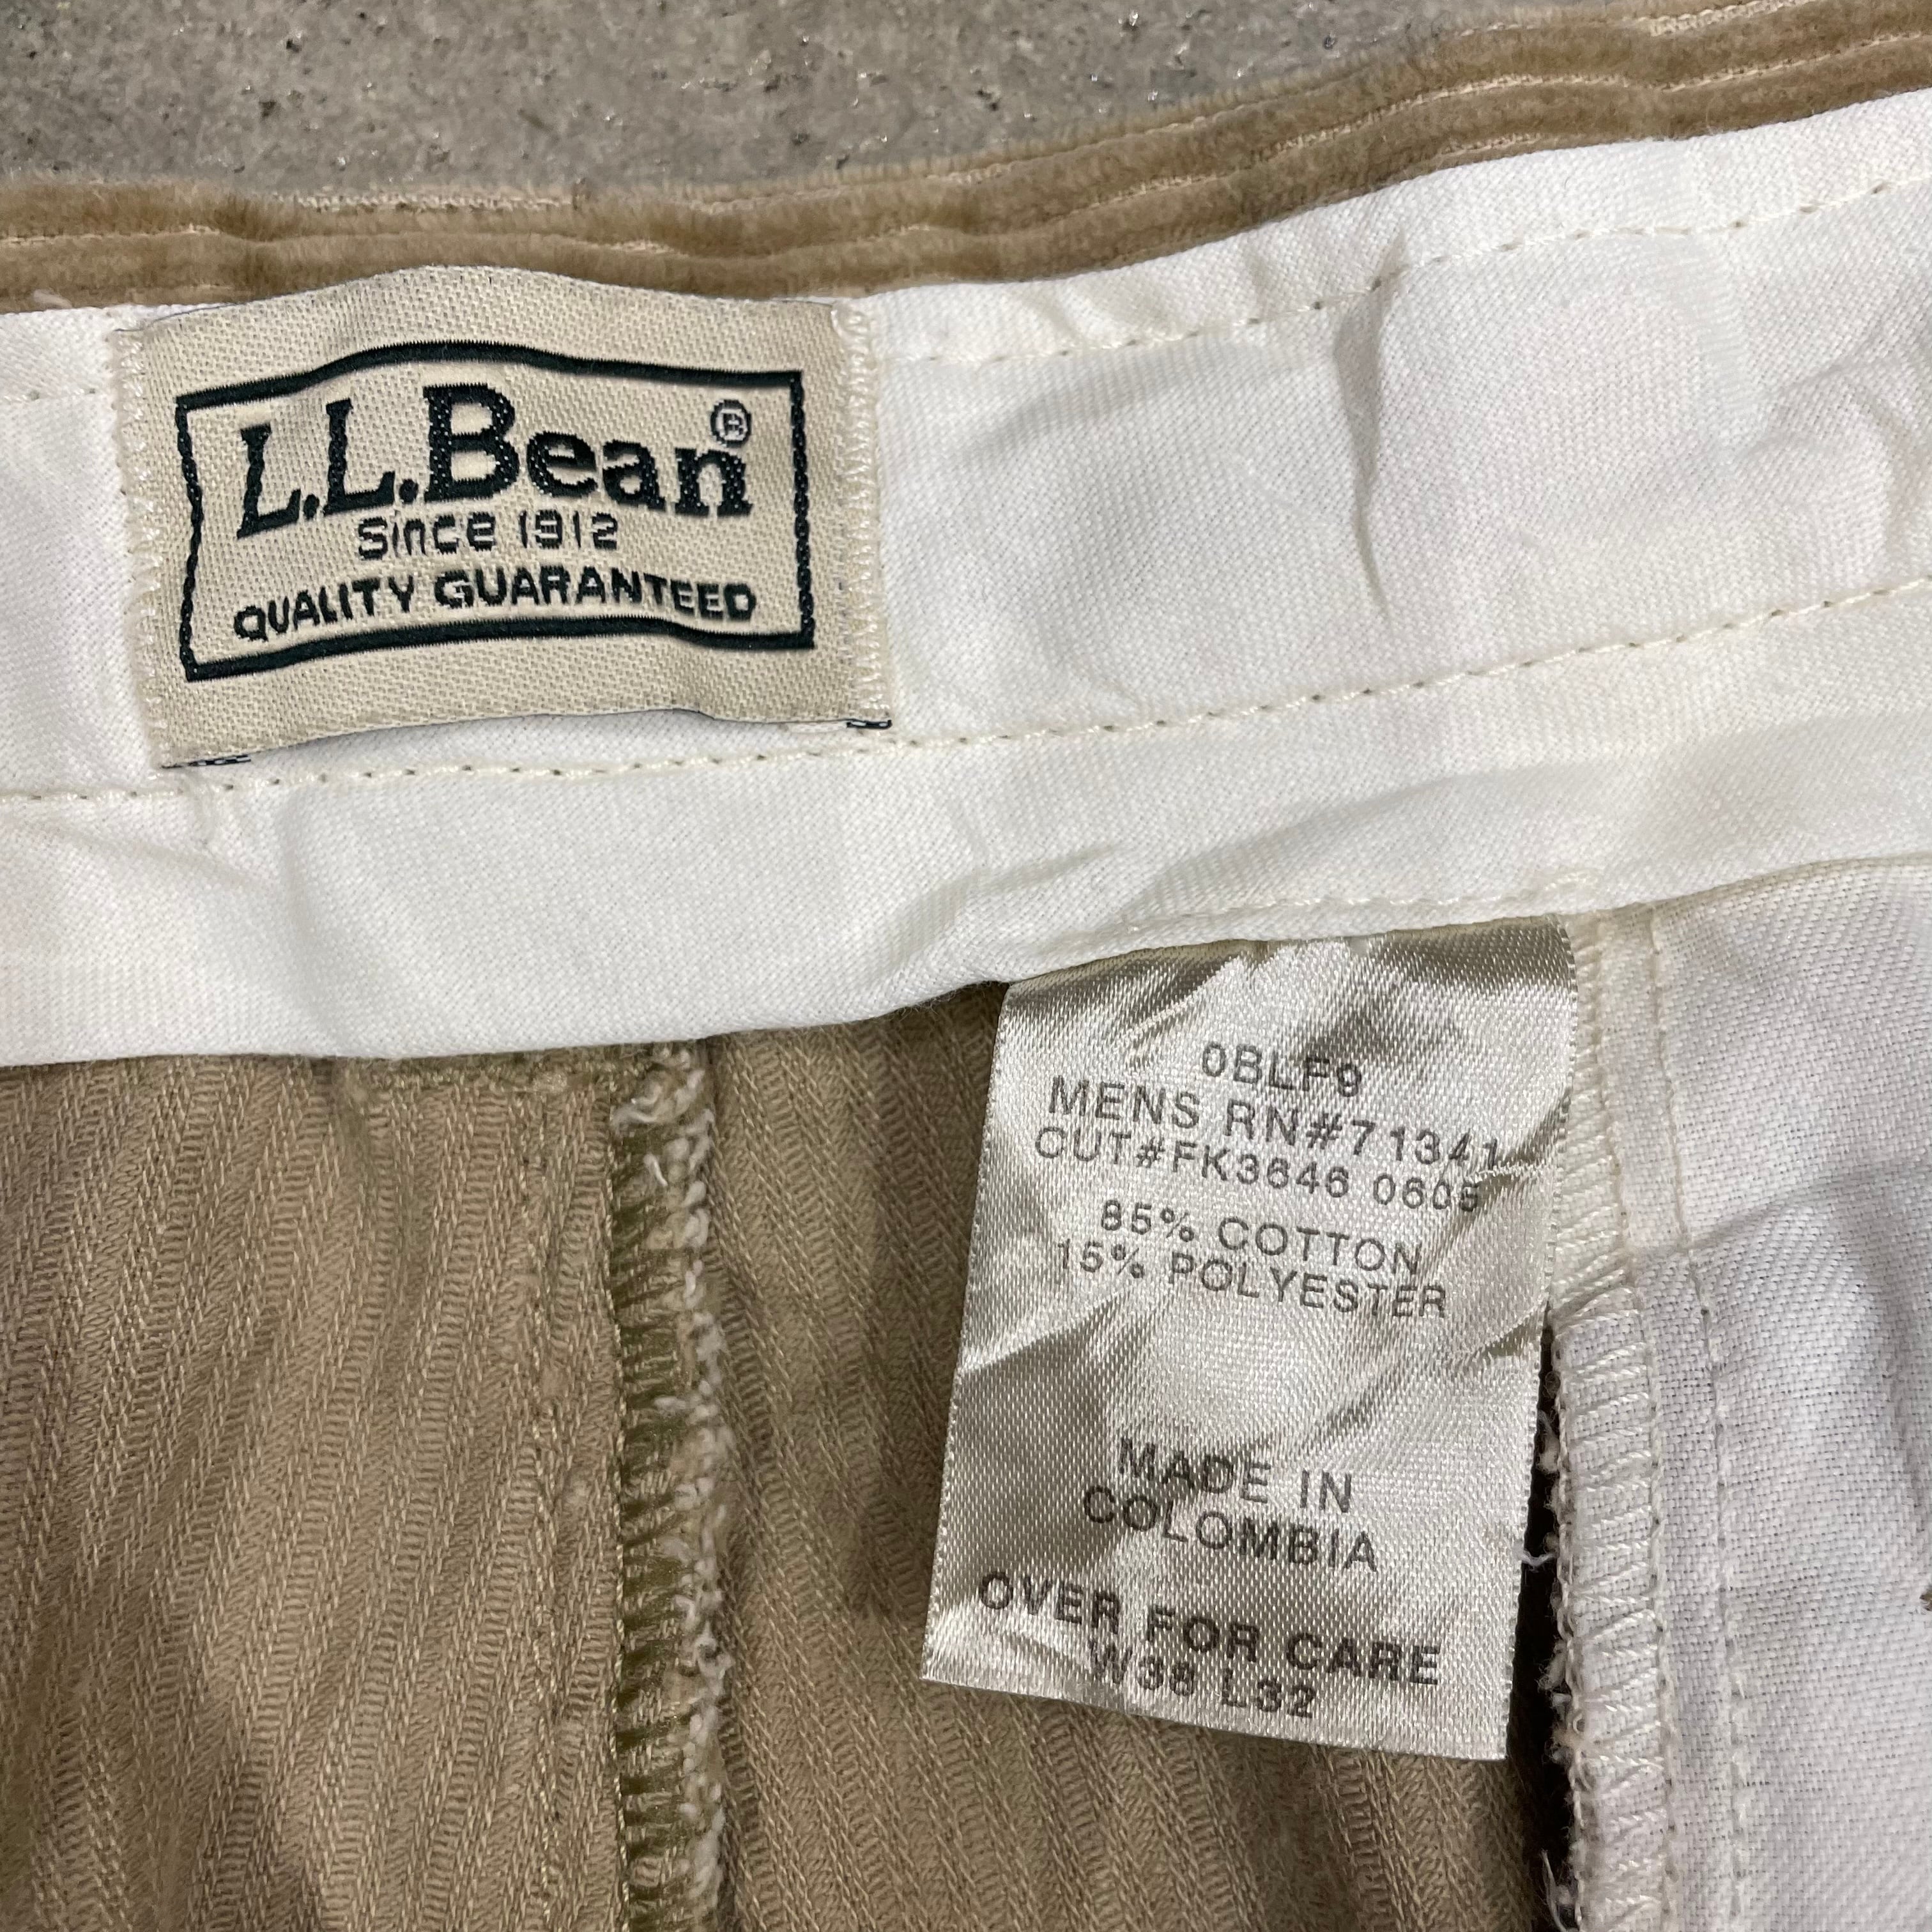 L.L.Bean®
Since 1912
QUALITY GUARANTEED
0BLF9
MENS RN#71341
CUT#FK3646 0605
85% COTTON
15% POLYESTER
MADE IN
COLOMBIA
OVER FOR CARE
W38 L32